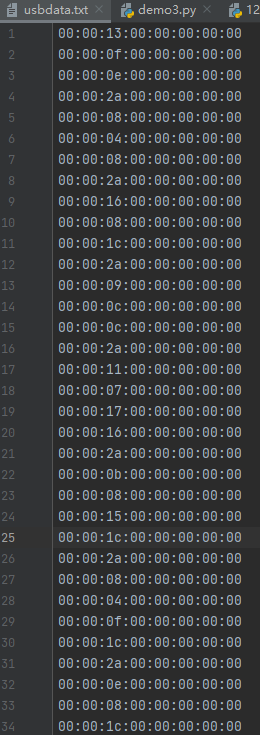 usbdata.txt × demo3.py × 12
1 00:00:13:00:00:00:00:00
2 00:00:0f:00:00:00:00:00
3 00:00:0e:00:00:00:00:00
4 00:00:2a:00:00:00:00:00
5 00:00:08:00:00:00:00:00
6 00:00:04:00:00:00:00:00
7 00:00:08:00:00:00:00:00
8 00:00:2a:00:00:00:00:00
9 00:00:16:00:00:00:00:00
10 00:00:08:00:00:00:00:00
11 00:00:1c:00:00:00:00:00
12 00:00:2a:00:00:00:00:00
13 00:00:09:00:00:00:00:00
14 00:00:0c:00:00:00:00:00
15 00:00:0c:00:00:00:00:00
16 00:00:2a:00:00:00:00:00
17 00:00:11:00:00:00:00:00
18 00:00:07:00:00:00:00:00
19 00:00:17:00:00:00:00:00
20 00:00:16:00:00:00:00:00
21 00:00:2a:00:00:00:00:00
22 00:00:0b:00:00:00:00:00
23 00:00:08:00:00:00:00:00
24 00:00:15:00:00:00:00:00
25 00:00:1c:00:00:00:00:00
26 00:00:2a:00:00:00:00:00
27 00:00:08:00:00:00:00:00
28 00:00:04:00:00:00:00:00
29 00:00:0f:00:00:00:00:00
30 00:00:1c:00:00:00:00:00
31 00:00:2a:00:00:00:00:00
32 00:00:0e:00:00:00:00:00
33 00:00:08:00:00:00:00:00
34 00:00:1c:00:00:00:00:00